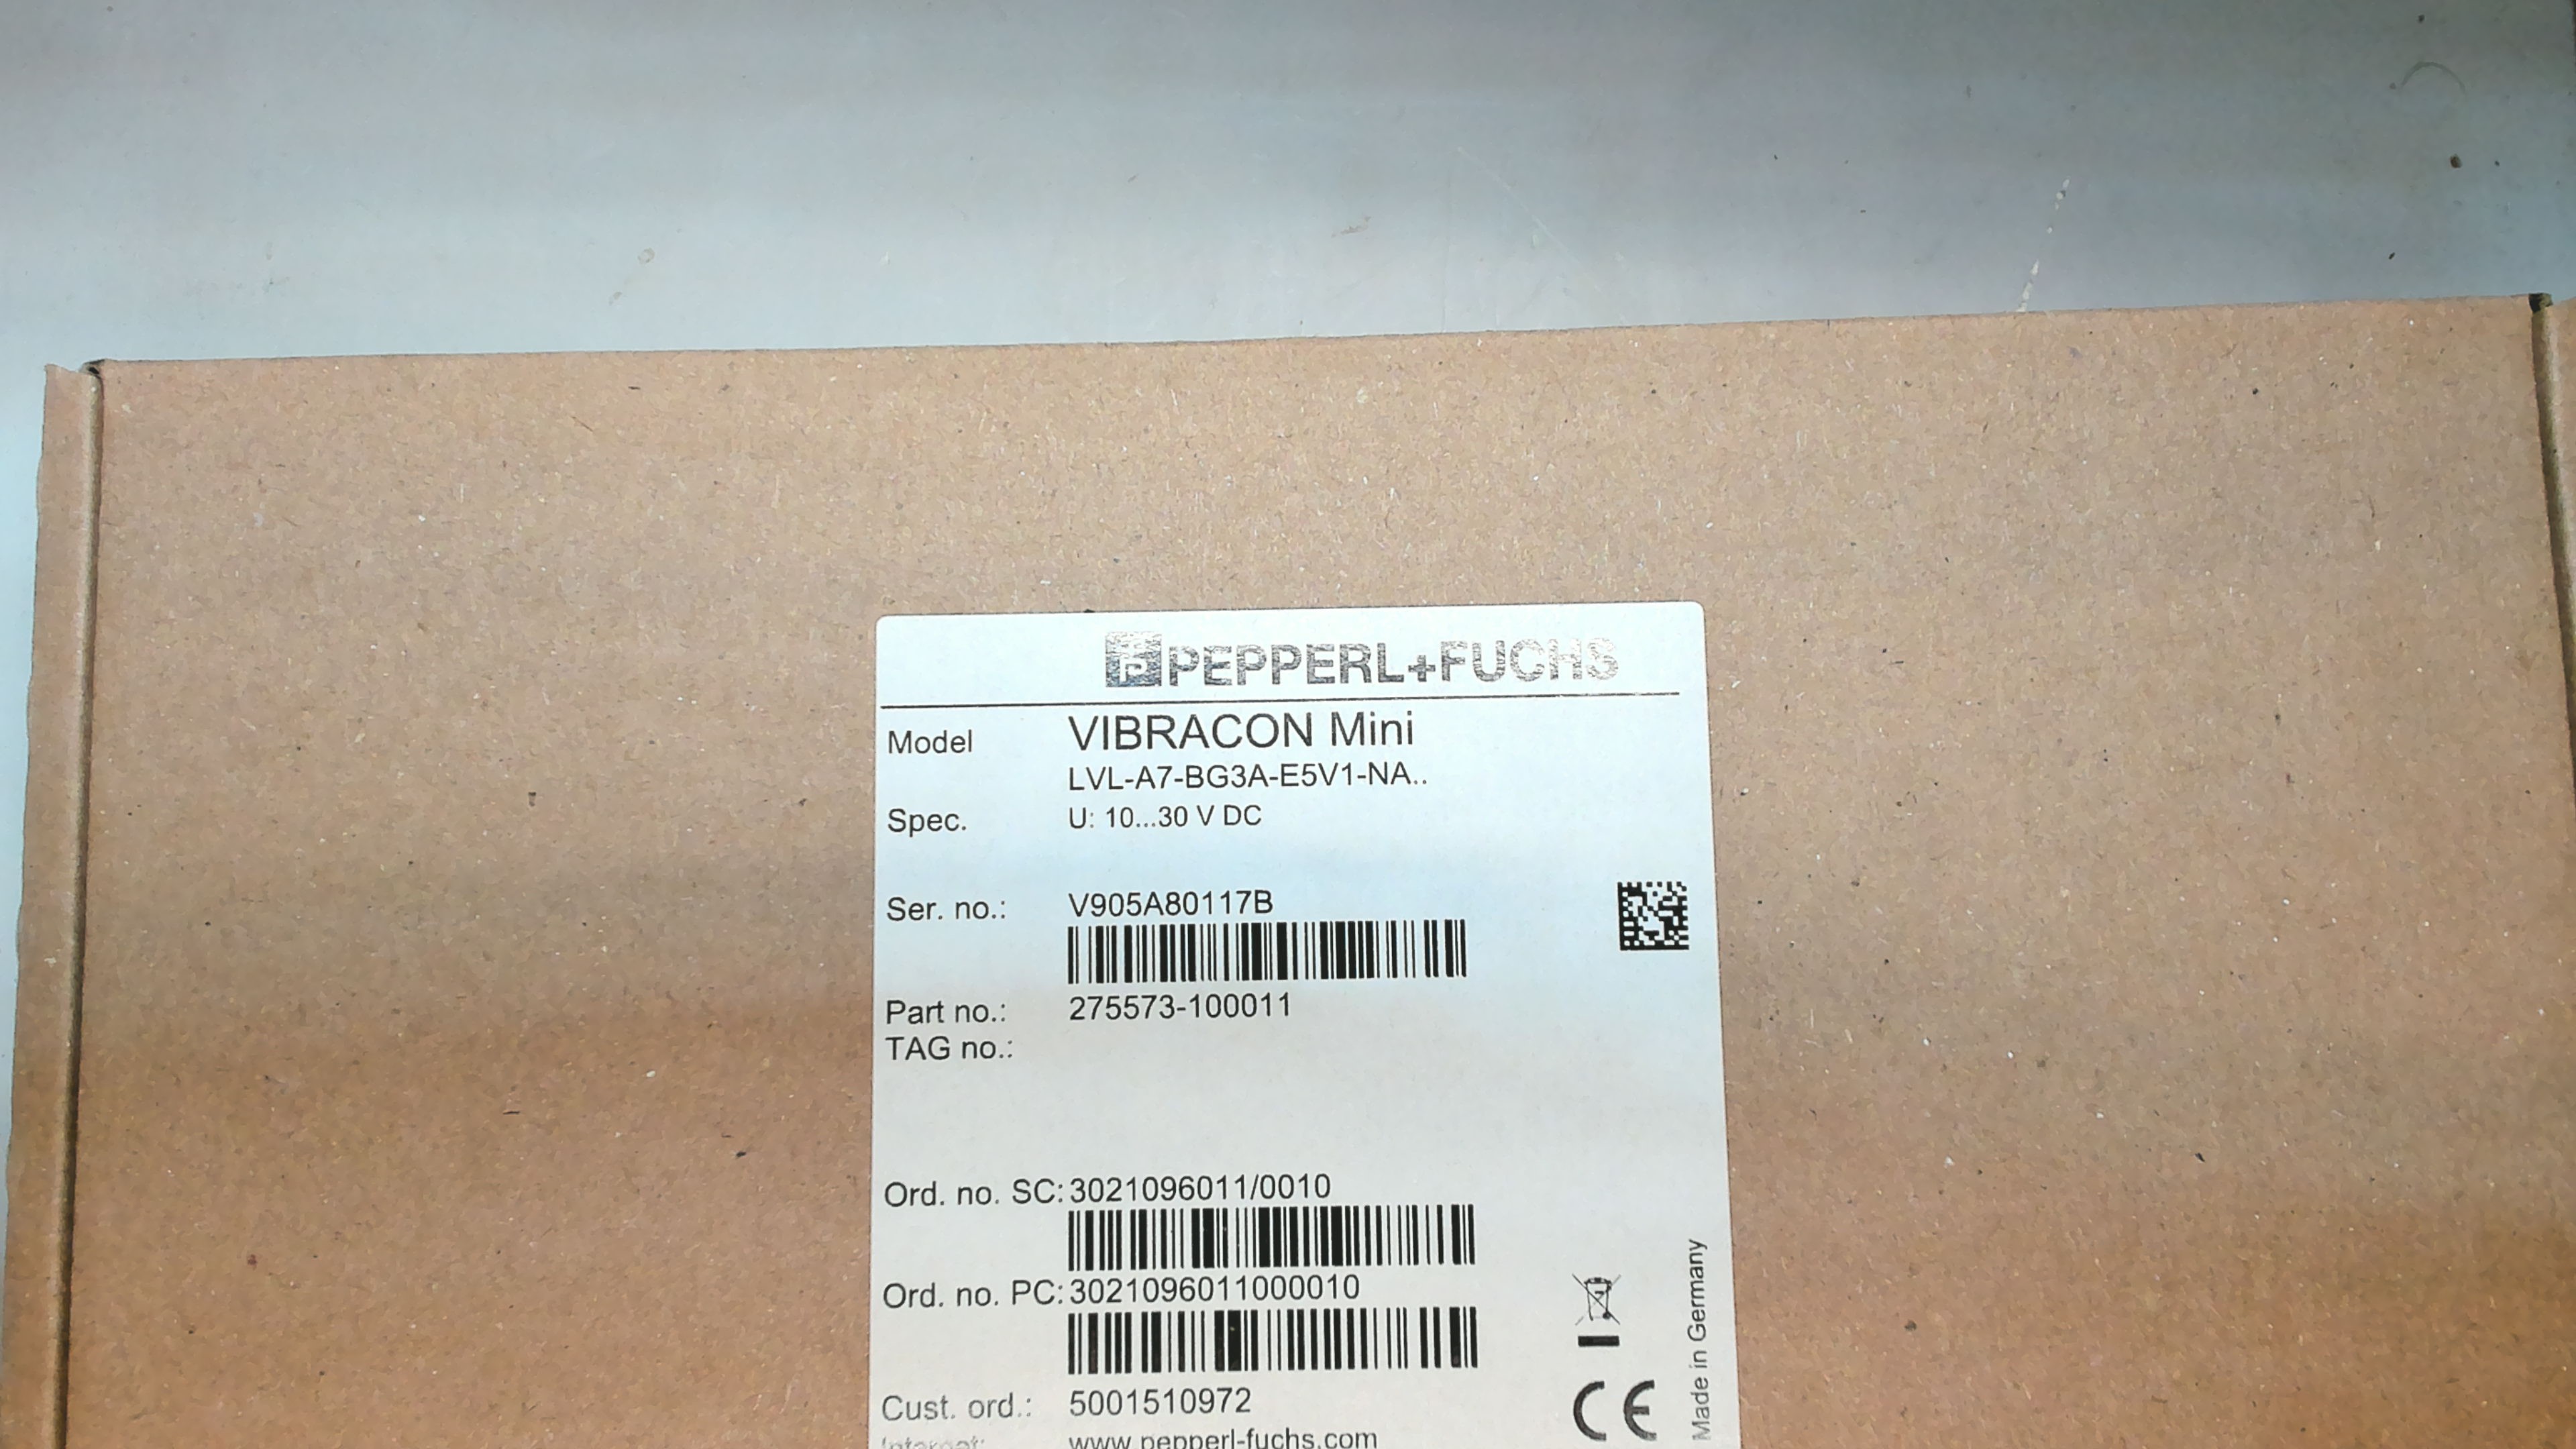 PEPPERL+FUCHS
Model VIBRACON Mini
LVL-A7-BG3A-E5V1-NA..
Spec. U: 10...30 V DC
Ser. no.: V905A80117B
Part no.: 275573-100011
TAG no.:
Ord. no. SC: 3021096011/0010
Ord. no. PC: 3021096011000010
Cust. ord.: 5001510972
Internet: www.pepperl-fuchs.com
CE
Made in Germany